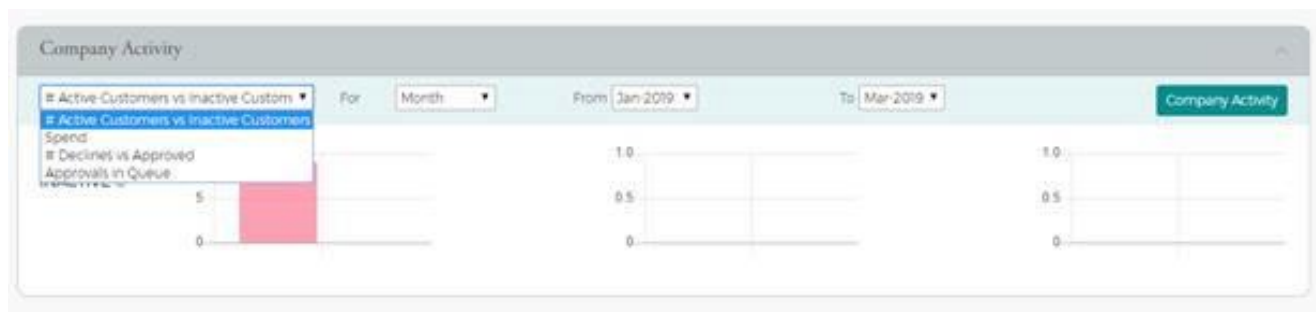 Company Activity
# Active Customers vs Inactive Custom For Month From Jan-2019 To Mar-2019 Company Activity
# Active Customers vs Inactive Customers
Spend
# Declines vs Approved
Approvals in Queue
1.0 1.0
5 0.5 0.5
0 0 0